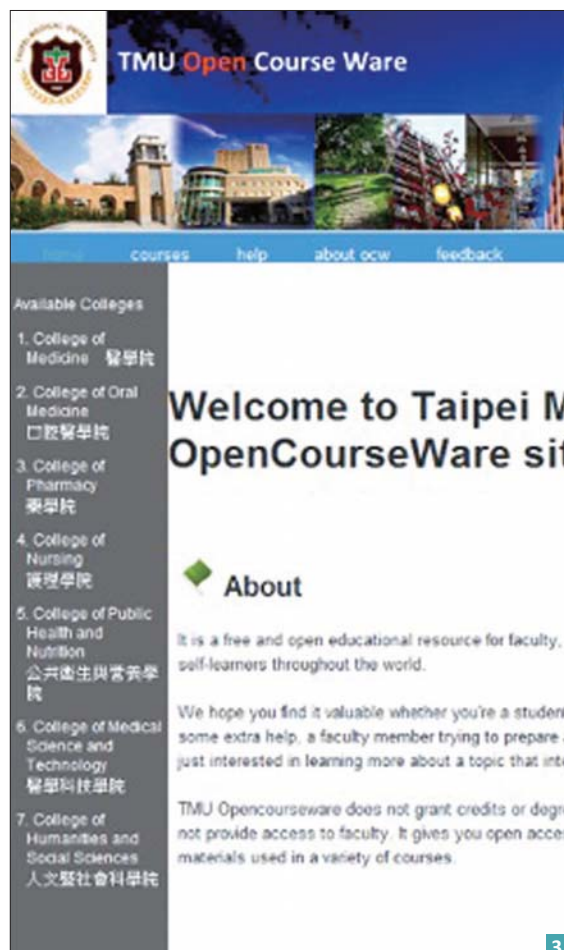 TMU Open Course Ware
home courses help about ocw feedback
Available Colleges
1. College of
Medicine 醫學院
2. College of Oral
Medicine
口腔醫學院
3. College of
Pharmacy
藥學院
4. College of
Nursing
護理學院
5. College of Public
Health and
Nutrition
公共衛生與營養學
院
6. College of Medical
Science and
Technology
醫學科技學院
7. College of
Humanities and
Social Sciences
人文暨社會科學院
Welcome to Taipei M
OpenCourseWare sit
About
It is a free and open educational resource for faculty,
self-learners throughout the world.
We hope you find it valuable whether you're a studen
some extra help, a faculty member trying to prepare
just interested in learning more about a topic that inte
TMU Opencourseware does not grant credits or degre
not provide access to faculty. It gives you open acce
materials used in a variety of courses.
3